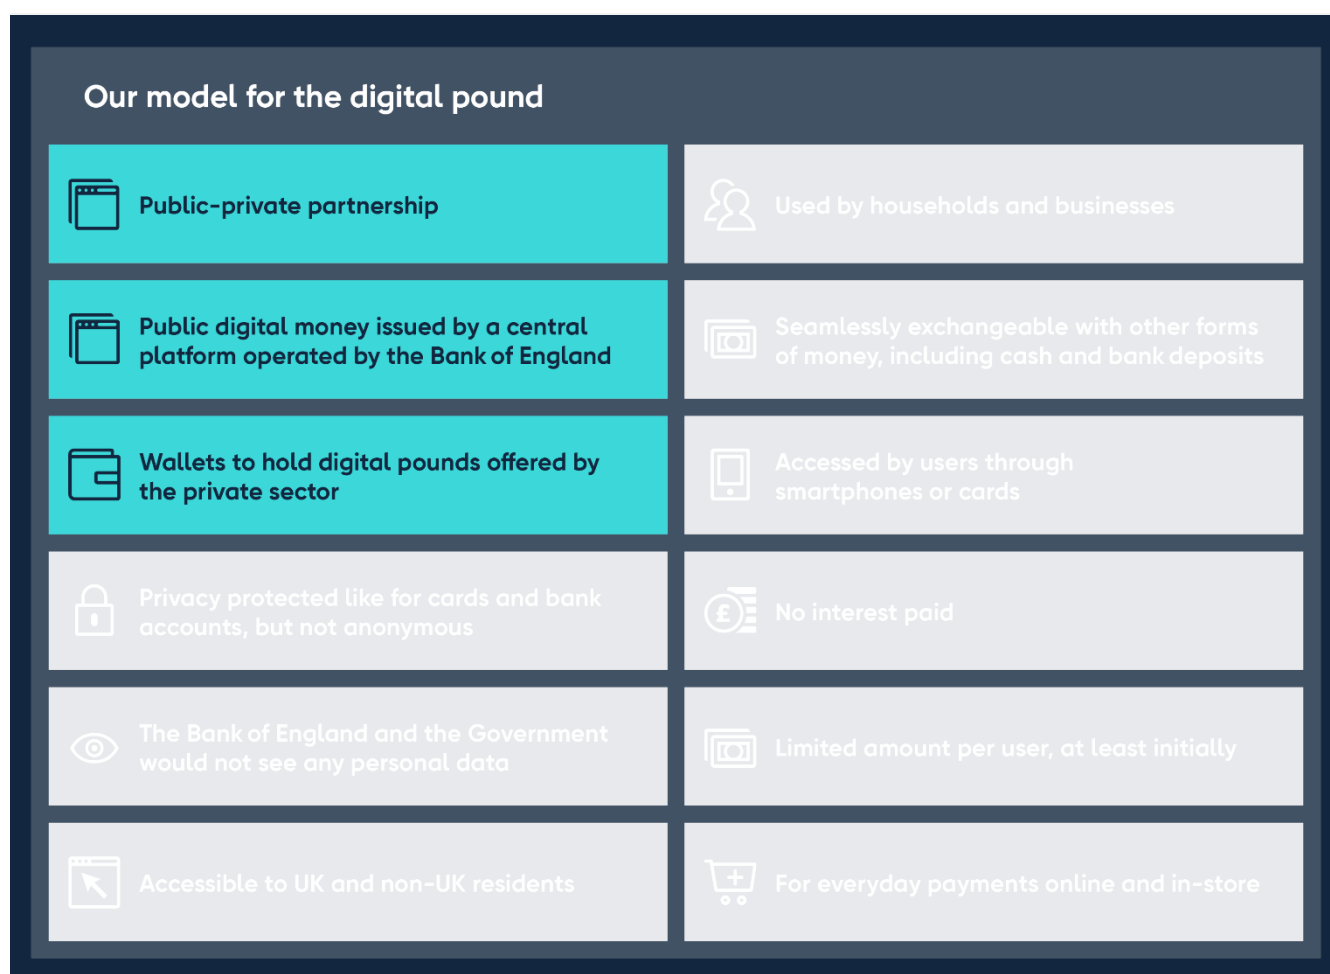 Our model for the digital pound
Public-private partnership
Public digital money issued by a central
platform operated by the Bank of England
Wallets to hold digital pounds offered by
the private sector
Privacy protected like for cards and bank
accounts, but not anonymous
The Bank of England and the Government
would not see any personal data
Accessible to UK and non-UK residents
Used by households and businesses
Seamlessly exchangeable with other forms
of money, including cash and bank deposits
Accessed by users through
smartphones or cards
£
No interest paid
Limited amount per user, at least initially
For everyday payments online and in-store